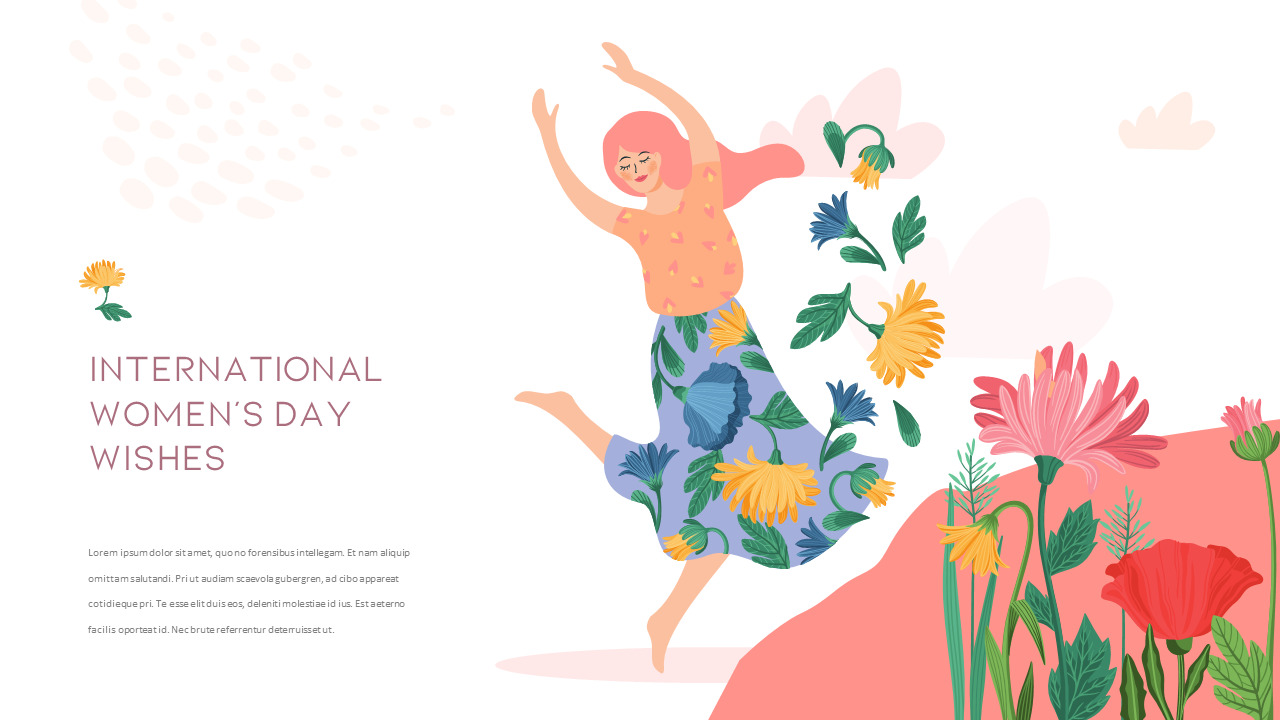 INTERNATIONAL
WOMEN'S DAY
WISHES
Lorem ipsum dolor sit amet, quo no forensibus intellegam. Et nam aliquip
omittam salutandi. Pri ut audiam scaevola gubergren, ad cibo appareat
cotidieque pri. Te esse elit duis eos, deleniti molestiae id ius. Est aeterno
facilis oporteat id. Nec brute referrentur deterruisset ut.